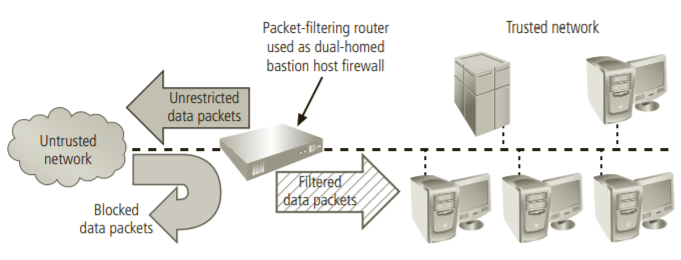 Packet-filtering router
used as dual-homed
bastion host firewall
Trusted network
Unrestricted
data packets
Untrusted
network
Filtered
data packets
Blocked
data packets